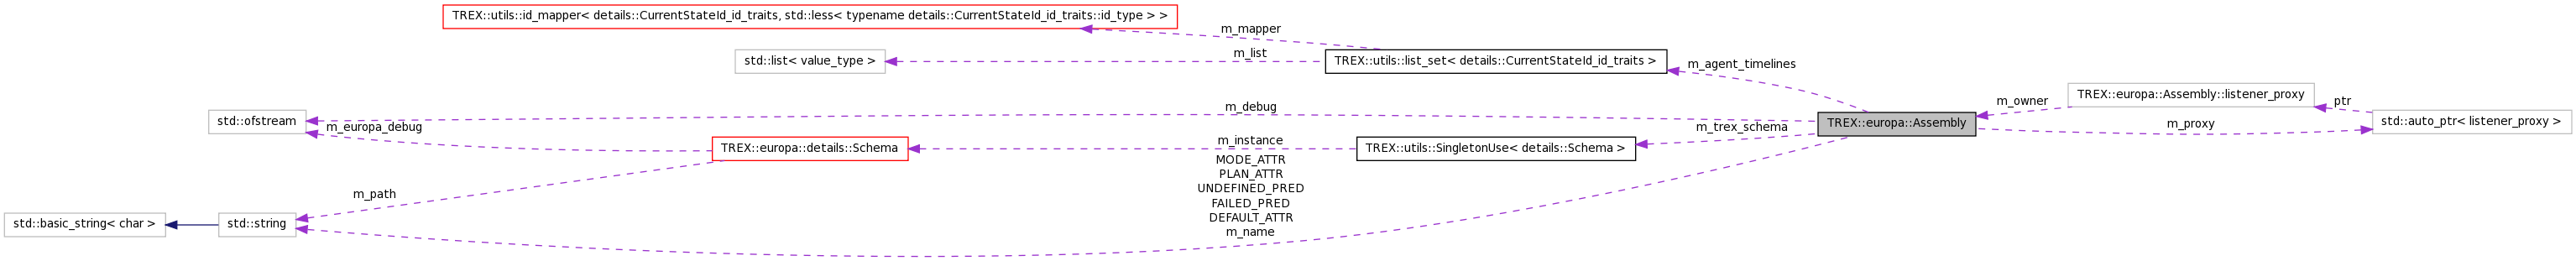 TREX::utils::id_mapper< details::CurrentStateId_id_traits, std::less< typename details::CurrentStateId_id_traits::id_type > >
m_mapper
std::list< value_type >
m_list
TREX::utils::list_set< details::CurrentStateId_id_traits >
m_agent_timelines
TREX::europa::Assembly::listener_proxy
ptr
m_owner
std::ofstream
m_debug
TREX::europa::Assembly
std::auto_ptr< listener_proxy >
m_proxy
m_europa_debug
m_trex_schema
TREX::europa::details::Schema
m_instance
TREX::utils::SingletonUse< details::Schema >
MODE_ATTR
PLAN_ATTR
UNDEFINED_PRED
FAILED_PRED
DEFAULT_ATTR
m_name
m_path
std::basic_string< char >
std::string